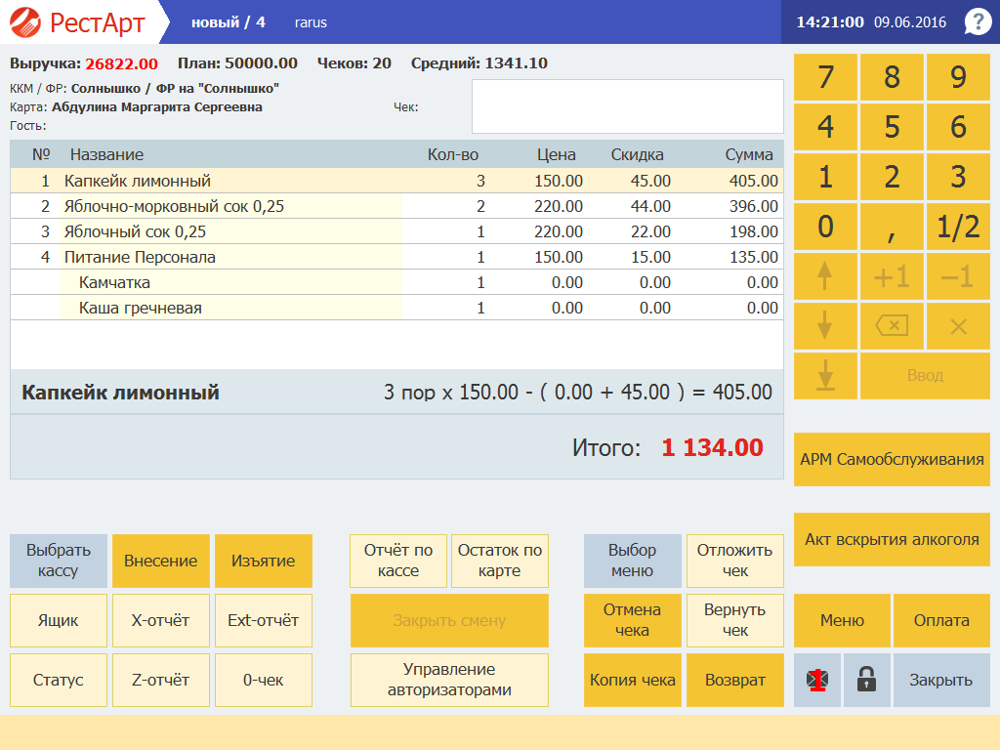 РестАрт новый / 4 rarus 14:21:00 09.06.2016 ?
Выручка: 26822.00 План: 50000.00 Чеков: 20 Средний: 1341.10
ККМ / ФР: Солнышко / ФР на "Солнышко"
Карта: Абдулина Маргарита Сергеевна Чек:
Гость:
№ Название Кол-во Цена Скидка Сумма
1 Капкейк лимонный 3 150.00 45.00 405.00
2 Яблочно-морковный сок 0,25 2 220.00 44.00 396.00
3 Яблочный сок 0,25 1 220.00 22.00 198.00
4 Питание Персонала 1 150.00 15.00 135.00
Камчатка 1 0.00 0.00 0.00
Каша гречневая 1 0.00 0.00 0.00
Капкейк лимонный 3 пор x 150.00 - ( 0.00 + 45.00 ) = 405.00
Итого: 1 134.00
7 8 9
4 5 6
1 2 3
0 , 1/2
+1 −1
Ввод
АРМ Самообслуживания
Акт вскрытия алкоголя
Выбрать кассу
Внесение
Изъятие
Отчёт по кассе
Остаток по карте
Выбор меню
Отложить чек
Ящик
X-отчёт
Ext-отчёт
Закрыть смену
Отмена чека
Вернуть чек
Меню
Оплата
Статус
Z-отчёт
0-чек
Управление авторизаторами
Копия чека
Возврат
1
Закрыть